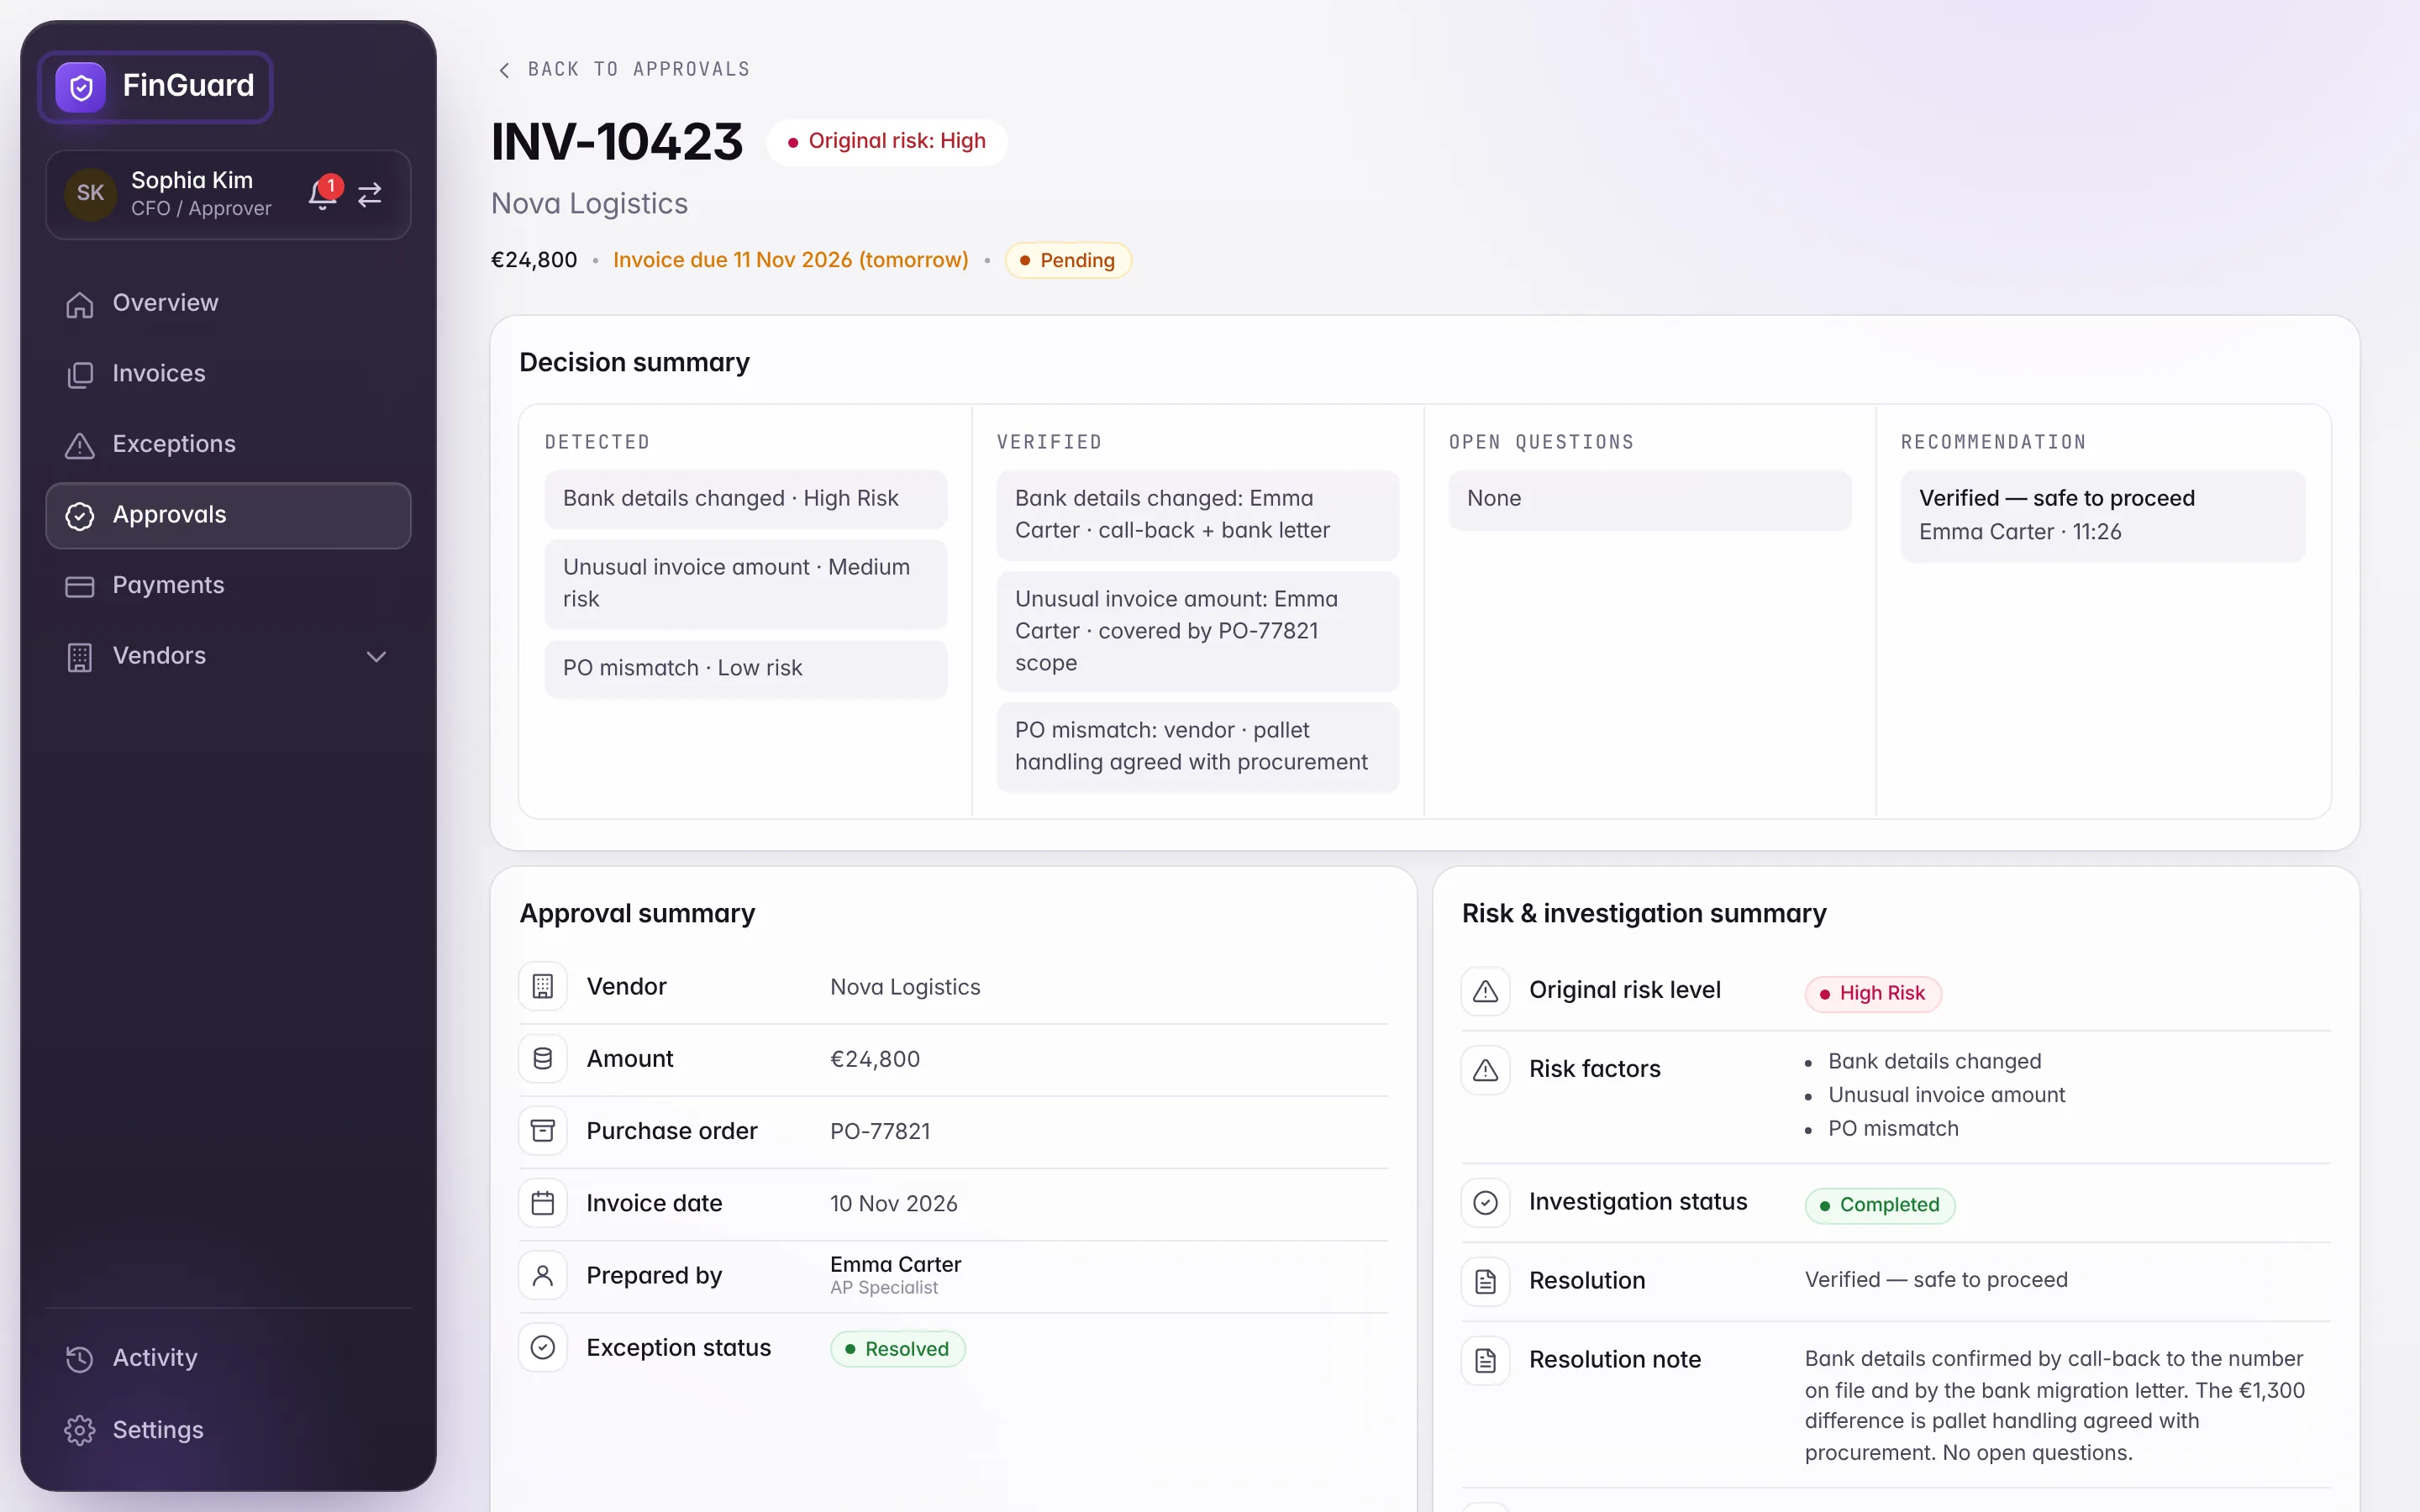 FinGuard
SK
Sophia Kim
CFO / Approver
1
Overview
Invoices
Exceptions
Approvals
Payments
Vendors
Activity
Settings
BACK TO APPROVALS
INV-10423
Original risk: High
Nova Logistics
€24,800 • Invoice due 11 Nov 2026 (tomorrow) • Pending
Decision summary
DETECTED
Bank details changed · High Risk
Unusual invoice amount · Medium
risk
PO mismatch · Low risk
VERIFIED
Bank details changed: Emma
Carter · call-back + bank letter
Unusual invoice amount: Emma
Carter · covered by PO-77821
scope
PO mismatch: vendor · pallet
handling agreed with procurement
OPEN QUESTIONS
None
RECOMMENDATION
Verified — safe to proceed
Emma Carter · 11:26
Approval summary
Vendor Nova Logistics
Amount €24,800
Purchase order PO-77821
Invoice date 10 Nov 2026
Prepared by Emma Carter
AP Specialist
Exception status Resolved
Risk & investigation summary
Original risk level High Risk
Risk factors
• Bank details changed
• Unusual invoice amount
• PO mismatch
Investigation status Completed
Resolution Verified — safe to proceed
Resolution note
Bank details confirmed by call-back to the number
on file and by the bank migration letter. The €1,300
difference is pallet handling agreed with
procurement. No open questions.